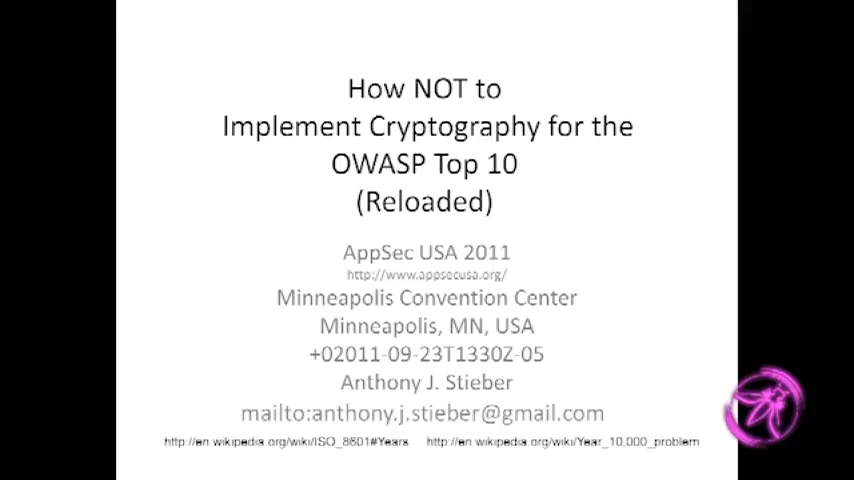 How NOT to
Implement Cryptography for the
OWASP Top 10
(Reloaded)
AppSec USA 2011
http://www.appsecusa.org/
Minneapolis Convention Center
Minneapolis, MN, USA
+02011-09-23T1330Z-05
Anthony J. Stieber
mailto:anthony.j.stieber@gmail.com
http://en.wikipedia.org/wiki/ISO_8601#Years http://en.wikipedia.org/wiki/Year_10,000_problem